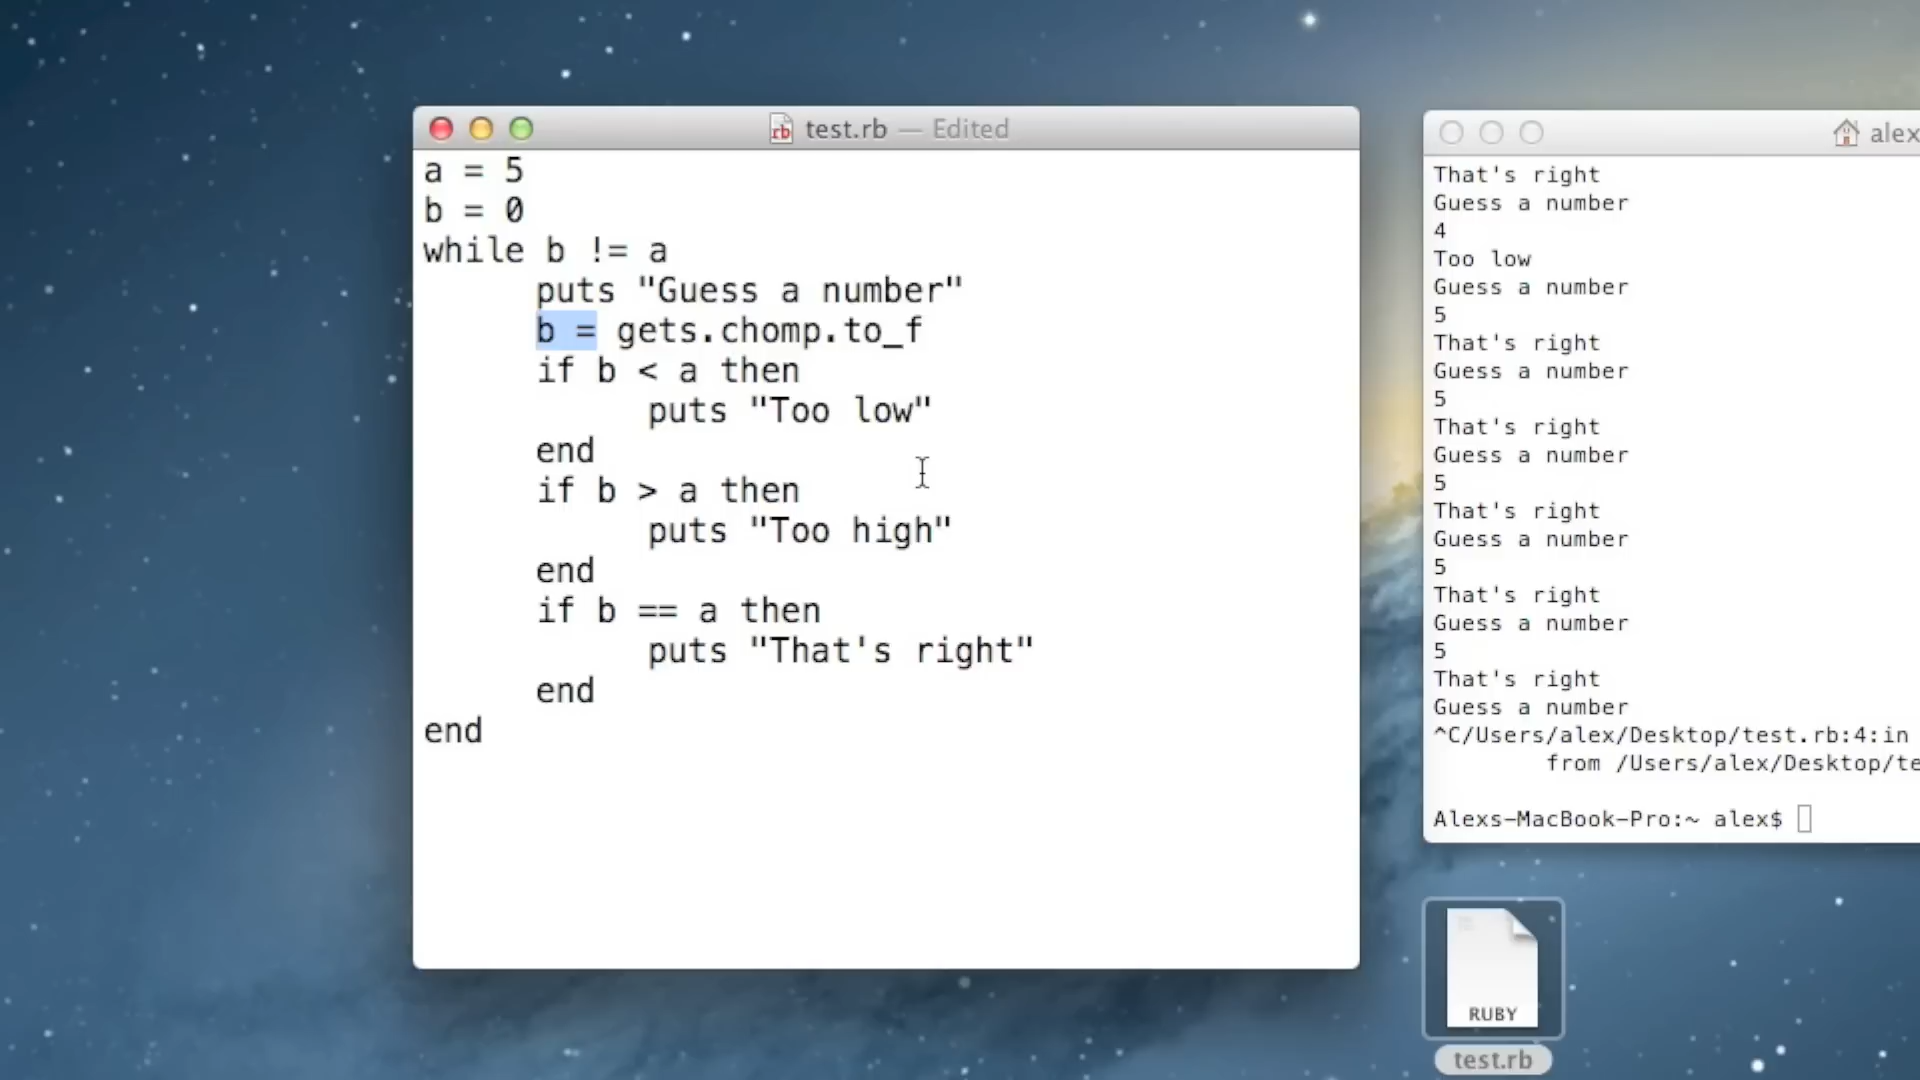 test.rb — Edited
a = 5
b = 0
while b != a
puts "Guess a number"
b = gets.chomp.to_f
if b < a then
puts "Too low"
end
if b > a then
puts "Too high"
end
if b == a then
puts "That's right"
end
end
alex
That's right
Guess a number
4
Too low
Guess a number
5
That's right
Guess a number
5
That's right
Guess a number
5
That's right
Guess a number
5
That's right
Guess a number
5
That's right
Guess a number
^C/Users/alex/Desktop/test.rb:4:in
from /Users/alex/Desktop/te
Alexs-MacBook-Pro:~ alex$
RUBY
test.rb